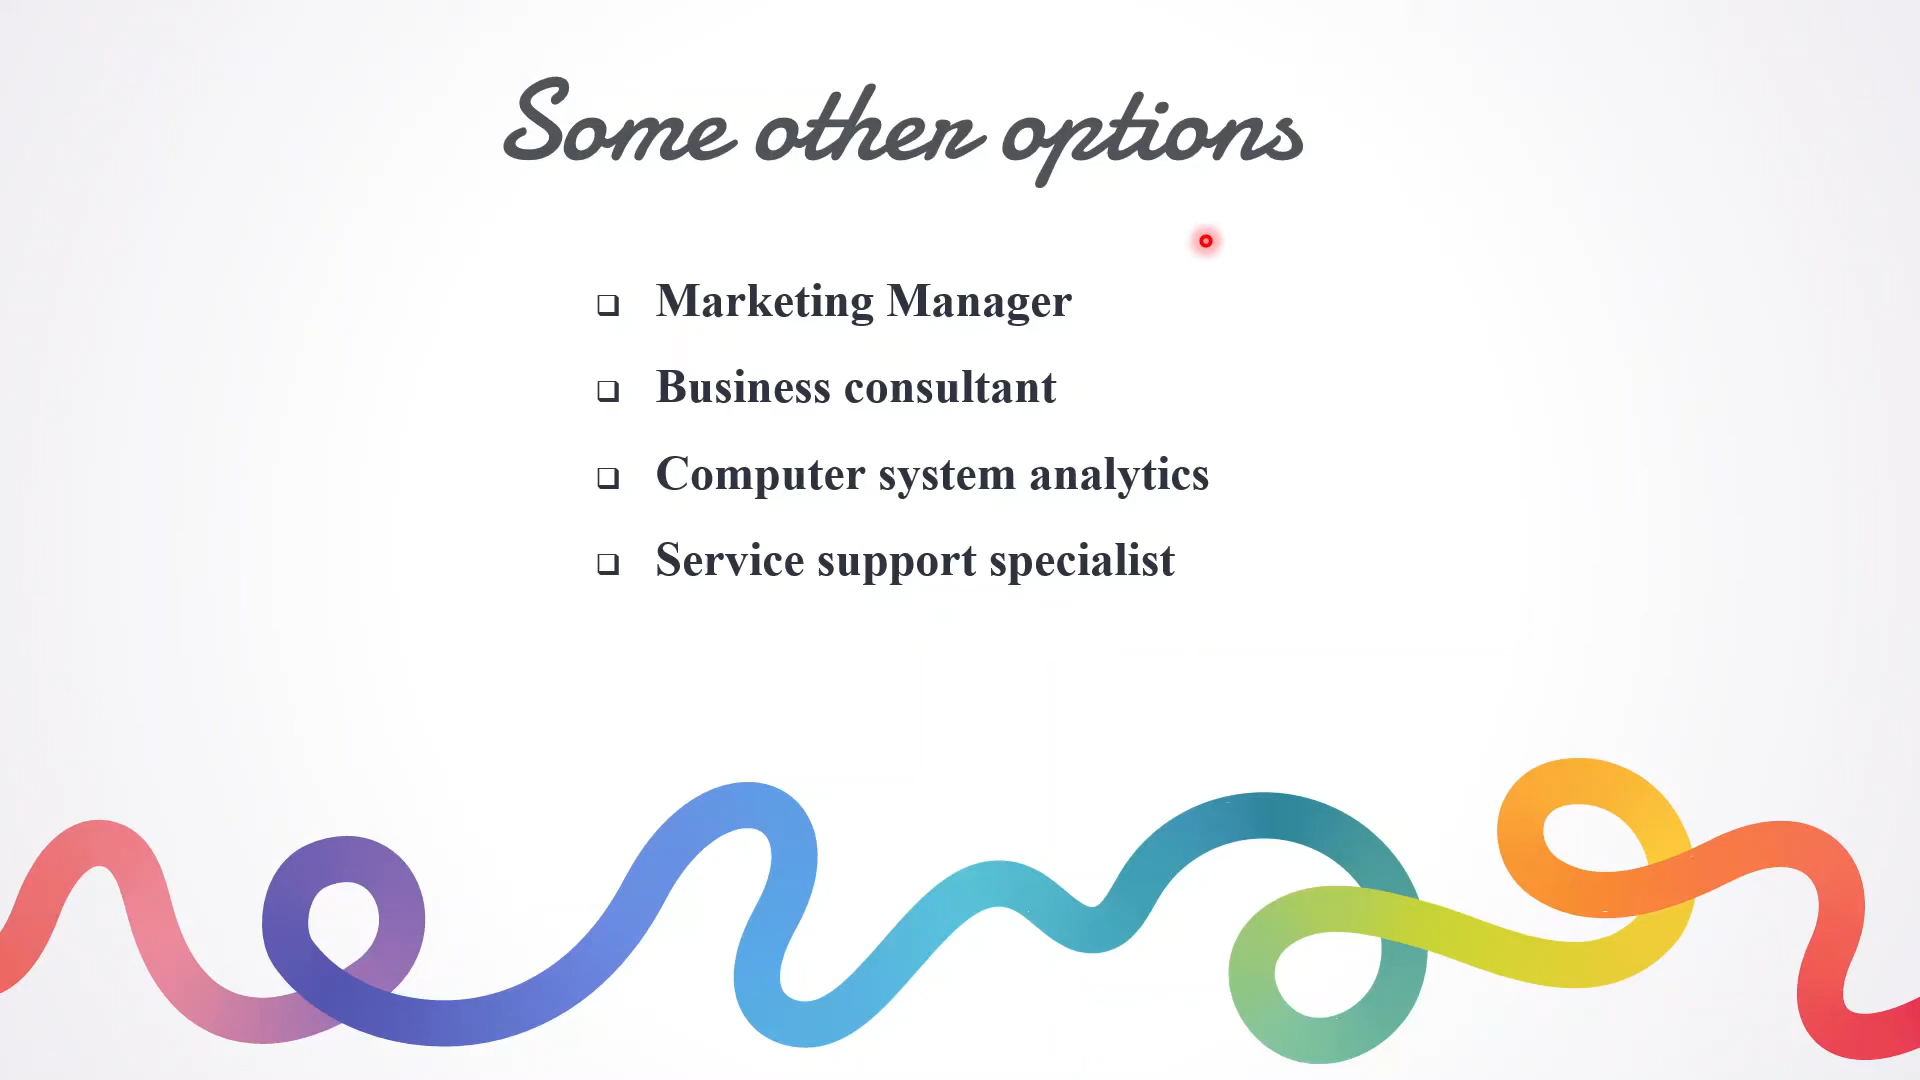 Some other options
Marketing Manager
Business consultant
Computer system analytics
Service support specialist